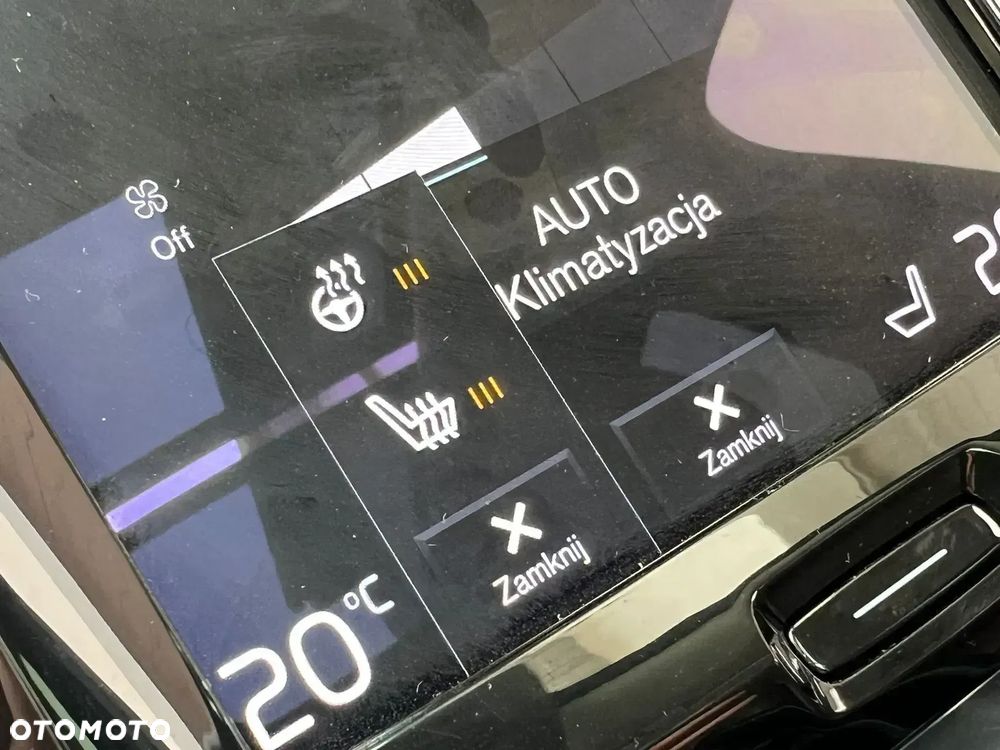 Off
AUTO
Klimatyzacja
Zamknij
Zamknij
20°C
OTOMOTO